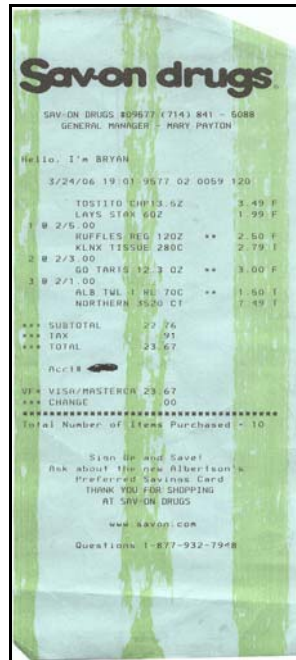 Sav-on drugs
SAV-ON DRUGS #09577 (714) 841 - 5088
GENERAL MANAGER - MARY PAYTON
Hello, I'm BRYAN
3/24/06 19:01 9577 02 0059 120
TOSTITO CHP13.5Z 3.49 F
LAYS STAX 6OZ 1.99 F
1 @ 2/5.00
RUFFLES REG 12OZ ** 2.50 F
KLNX TISSUE 280C 2.79 T
2 @ 2/3.00
GO TARTS 12.3 OZ ** 3.00 F
3 @ 2/1.00
ALB TWL 1 RL 70C ** 1.50 T
NORTHERN 3520 CT 7.49 T
*** SUBTOTAL 22.76
*** TAX .91
*** TOTAL 23.67
Acct#
VF# VISA/MASTERCA 23.67
*** CHANGE .00
Total Number of Items Purchased = 10
Sign Up and Save!
Ask about the new Albertson's
Preferred Savings Card
THANK YOU FOR SHOPPING
AT SAV-ON DRUGS
www.savon.com
Questions 1-877-932-7948